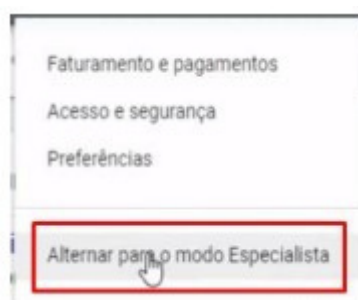 Faturamento e pagamentos
Acesso e segurança
Preferências
Alternar para o modo Especialista